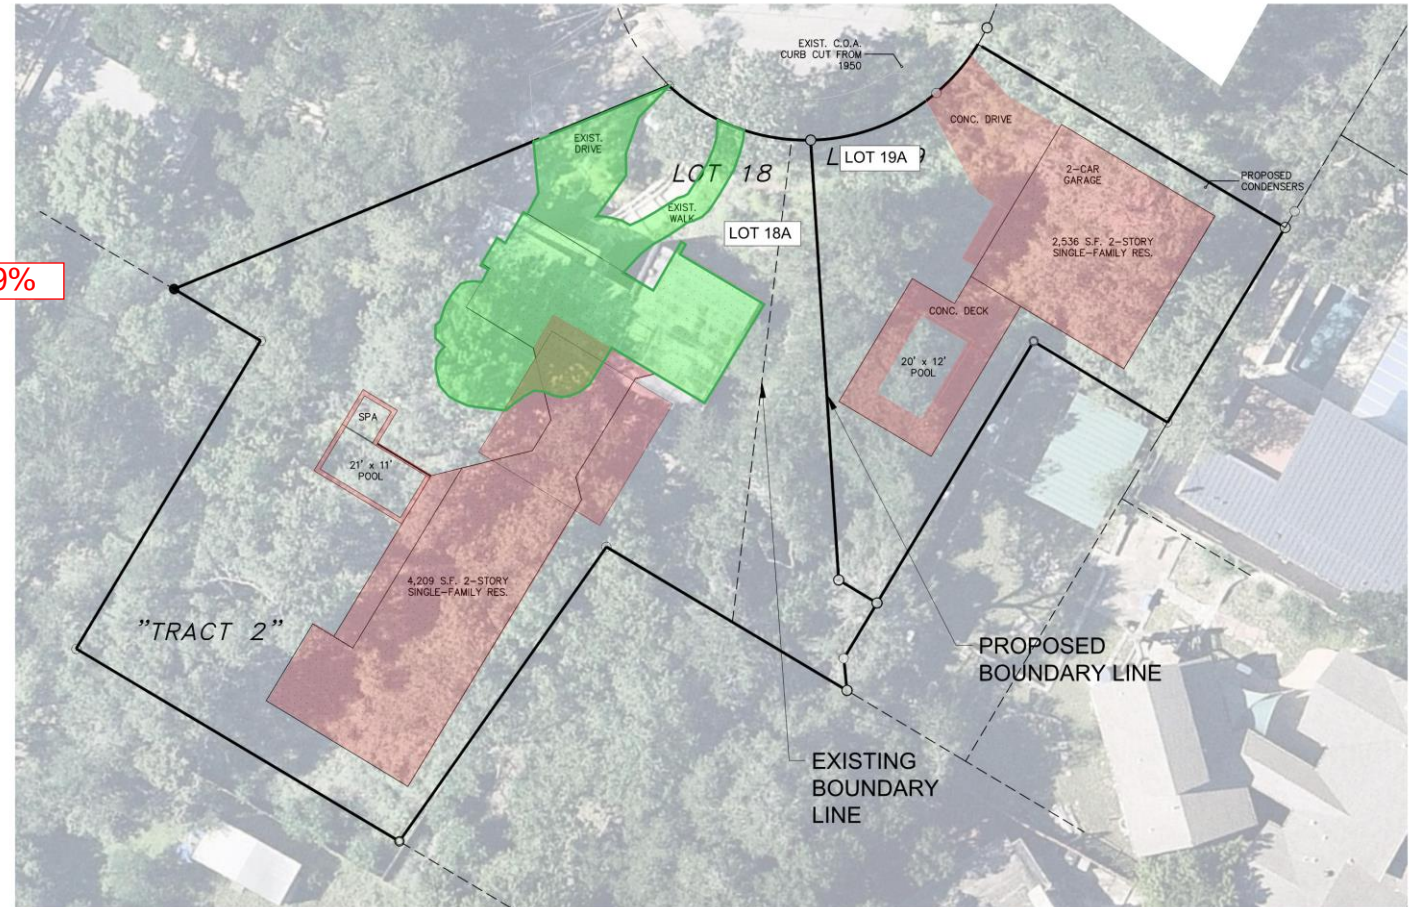 EXIST. C.O.A.
CURB CUT FROM
1950
CONC. DRIVE
EXIST.
DRIVE
LOT 18
LOT 19A
2-CAR
GARAGE
PROPOSED
CONDENSERS
EXIST.
WALK
LOT 18A
2,536 S.F. 2-STORY
SINGLE-FAMILY RES.
9%
CONC. DECK
20' x 12'
POOL
SPA
21' x 11'
POOL
4,209 S.F. 2-STORY
SINGLE-FAMILY RES.
"TRACT 2"
PROPOSED
BOUNDARY LINE
EXISTING
BOUNDARY
LINE